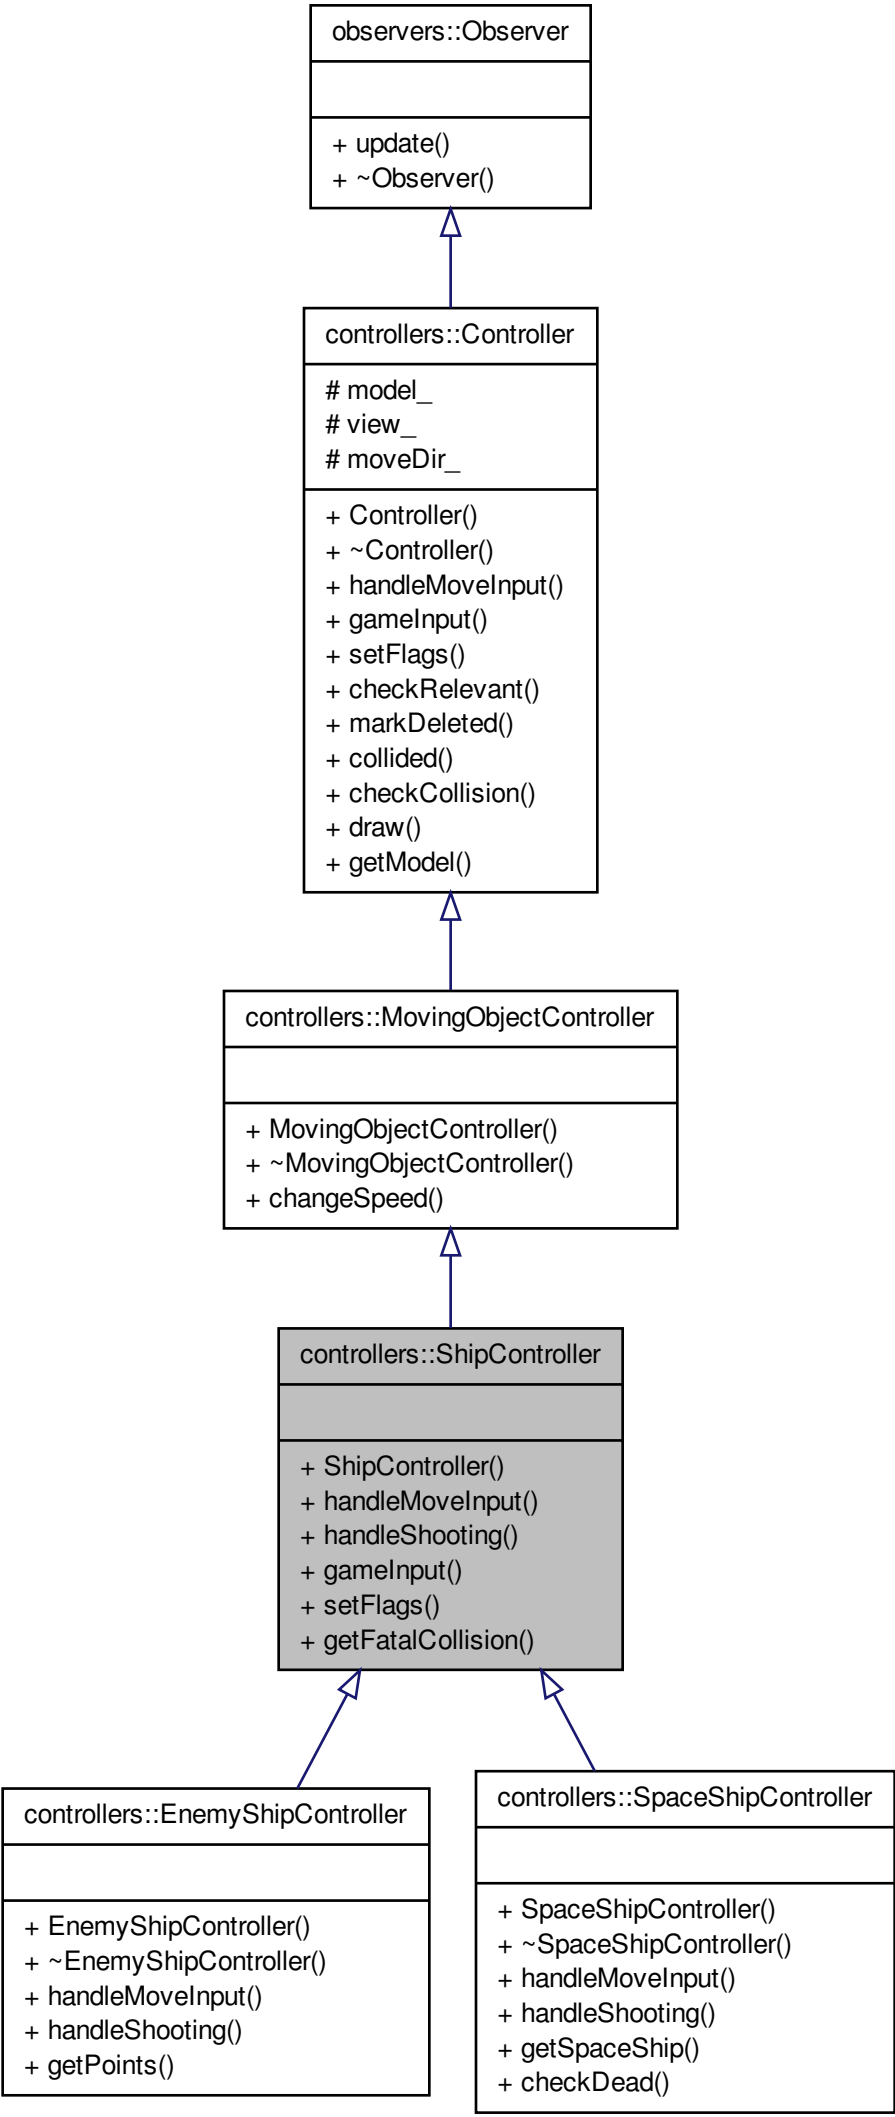 observers::Observer
+ update()
+ ~Observer()
controllers::Controller
# model_
# view_
# moveDir_
+ Controller()
+ ~Controller()
+ handleMoveInput()
+ gameInput()
+ setFlags()
+ checkRelevant()
+ markDeleted()
+ collided()
+ checkCollision()
+ draw()
+ getModel()
controllers::MovingObjectController
+ MovingObjectController()
+ ~MovingObjectController()
+ changeSpeed()
controllers::ShipController
+ ShipController()
+ handleMoveInput()
+ handleShooting()
+ gameInput()
+ setFlags()
+ getFatalCollision()
controllers::EnemyShipController
+ EnemyShipController()
+ ~EnemyShipController()
+ handleMoveInput()
+ handleShooting()
+ getPoints()
controllers::SpaceShipController
+ SpaceShipController()
+ ~SpaceShipController()
+ handleMoveInput()
+ handleShooting()
+ getSpaceShip()
+ checkDead()